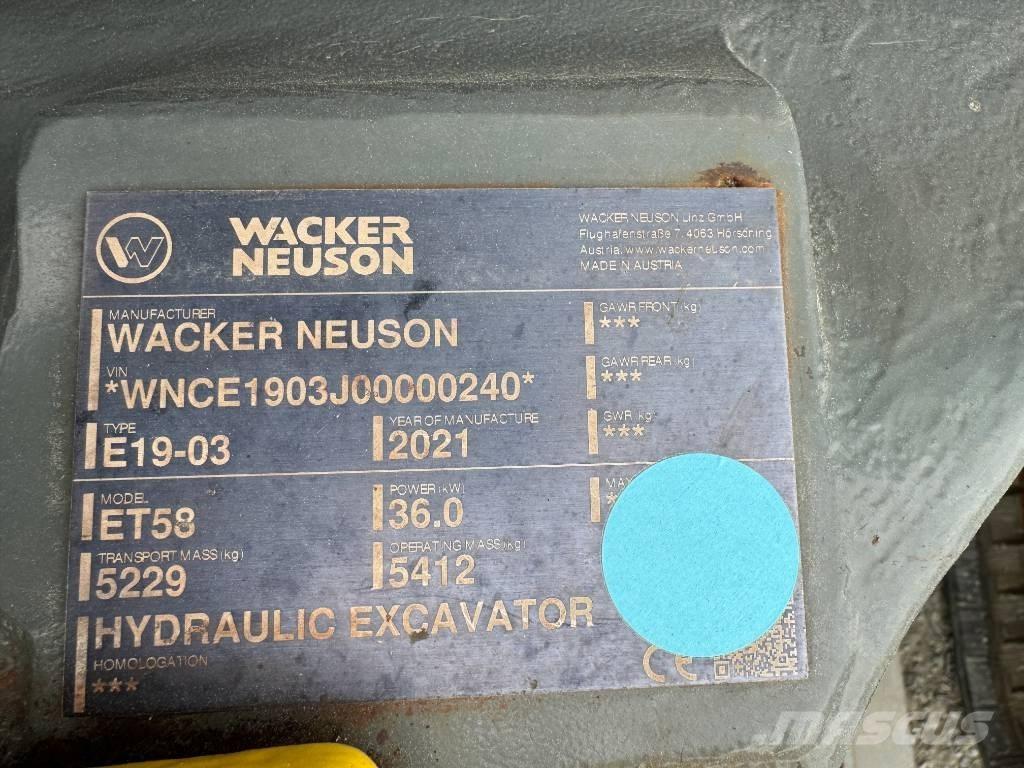 W
WACKER
NEUSON
WACKER NEUSON Linz GmbH
Flughafenstraße 7, 4063 Hörsching
Austria, www.wackerneuson.com
MADE IN AUSTRIA
MANUFACTURER
WACKER NEUSON
GAWR FRONT (kg)
***
VIN
*WNCE1903J00000240*
GAWR REAR (kg)
***
TYPE
E19-03
YEAR OF MANUFACTURE
2021
GWR (kg)
***
MODEL
ET58
POWER (kW)
36.0
TRANSPORT MASS (kg)
5229
OPERATING MASS (kg)
5412
HYDRAULIC EXCAVATOR
HOMOLOGATION
***
CE
MASCUS